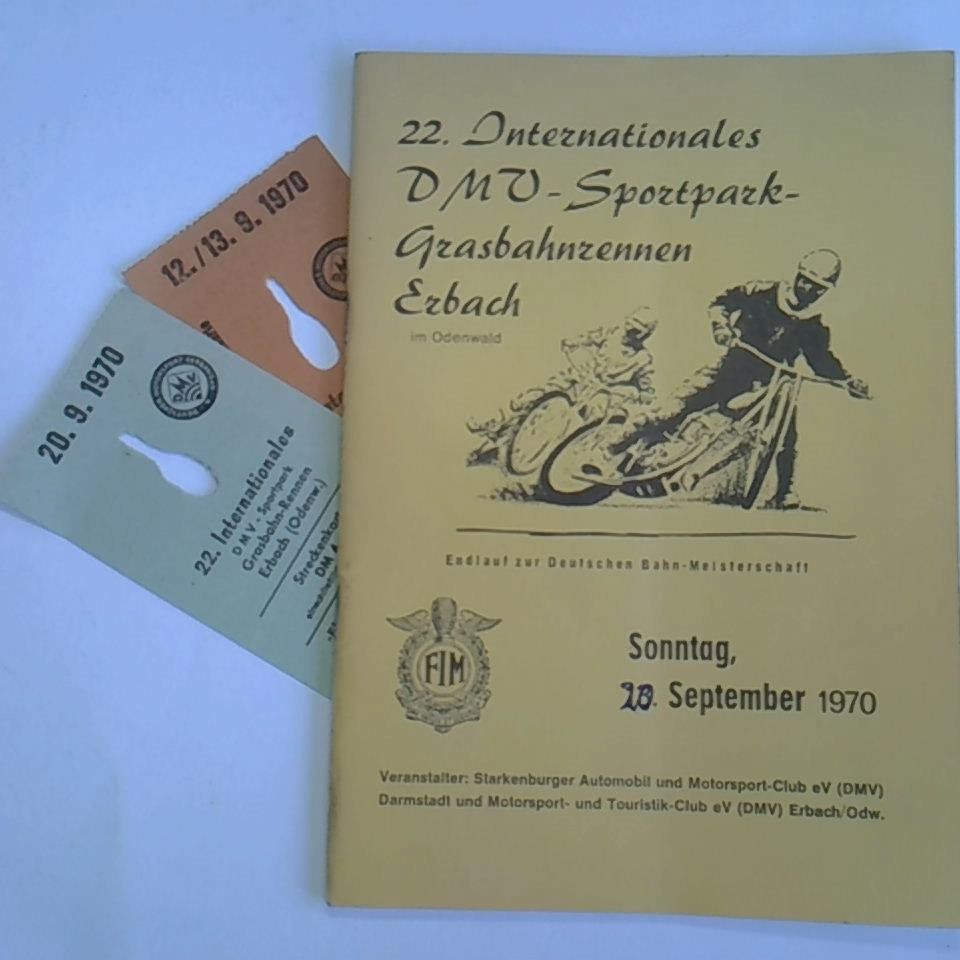 22. Internationales
DMV-Sportpark-
Grasbahnrennen
Erbach
im Odenwald
Endlauf zur Deutschen Bahn-Meisterschaft
FIM
Sonntag,
20. September 1970
Veranstalter: Starkenburger Automobil und Motorsport-Club eV (DMV)
Darmstadt und Motorsport- und Touristik-Club eV (DMV) Erbach/Odw.
12./13. 9. 1970
20. 9. 1970
DMV
22. Internationales
DMV - Sportpark
Grasbahn-Rennen
Erbach (Odenw.)
DM